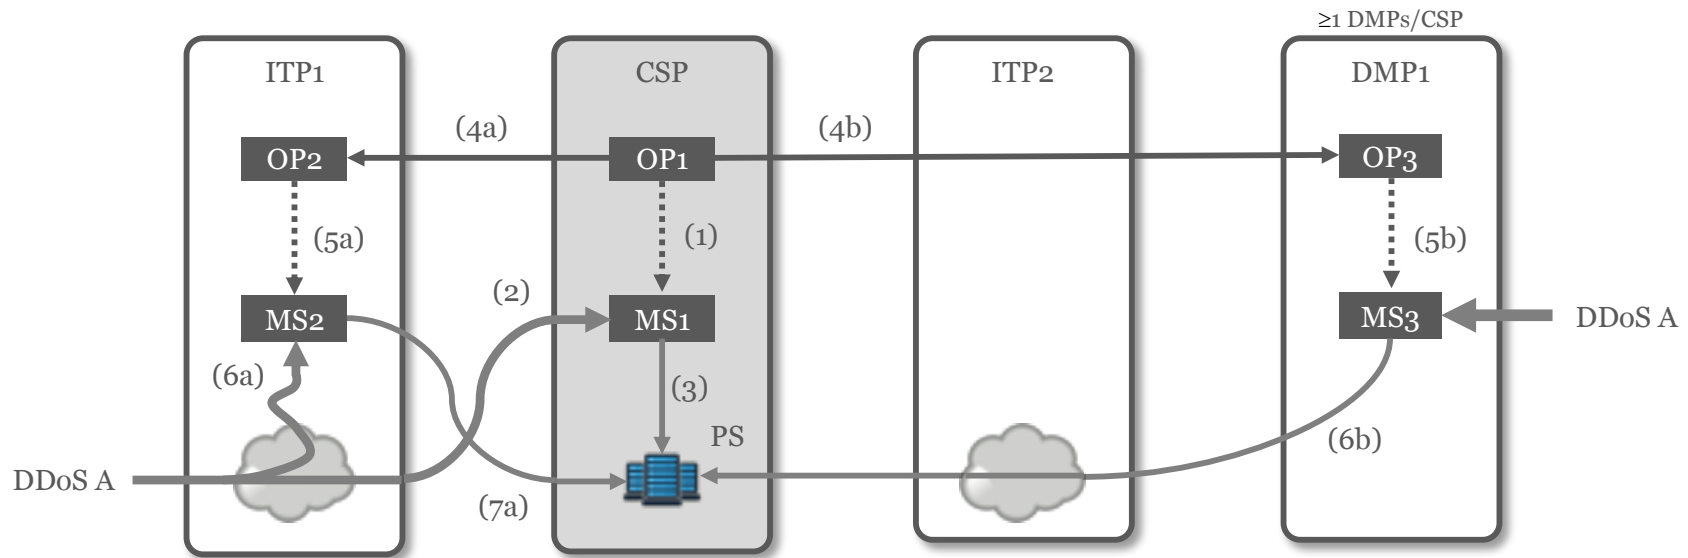 ≥1 DMPs/CSP
ITP1
CSP
ITP2
DMP1
(4a)
(4b)
OP2
OP1
OP3
(5a)
(1)
(5b)
(2)
MS2
MS1
MS3
DDoS A
(6a)
(3)
PS
(6b)
DDoS A
(7a)